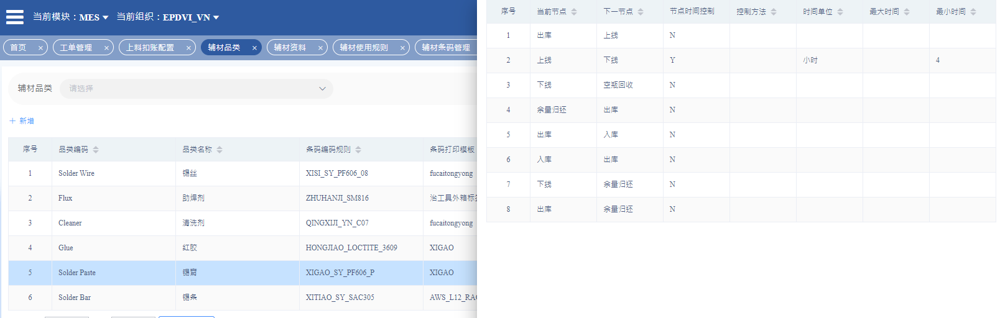 当前模块：MES 当前组织：EPDVI_VN
首页 × 工单管理 × 上料扣账配置 × 辅材品类 × 辅材资料 × 辅材使用规则 × 辅材条码管理
辅材品类 请选择
+ 新增
序号 品类编码 品类名称 条码编码规则 条码打印模板
1 Solder Wire 锡丝 XISI_SY_PF606_08 fucaitongyong
2 Flux 助焊剂 ZHUHANJI_SM816 治工具外箱标
3 Cleaner 清洗剂 QINGXIJI_YN_C07 fucaitongyong
4 Glue 红胶 HONGJIAO_LOCTITE_3609 XIGAO
5 Solder Paste 锡膏 XIGAO_SY_PF606_P XIGAO
6 Solder Bar 锡条 XITIAO_SY_SAC305 AWS_L12_RA
序号 当前节点 下一节点 节点时间控制 控制方法 时间单位 最大时间 最小时间
1 出库 上线 N
2 上线 下线 Y 小时 4
3 下线 空瓶回收 N
4 余量归还 出库 N
5 出库 入库 N
6 入库 出库 N
7 下线 余量归还 N
8 出库 余量归还 N